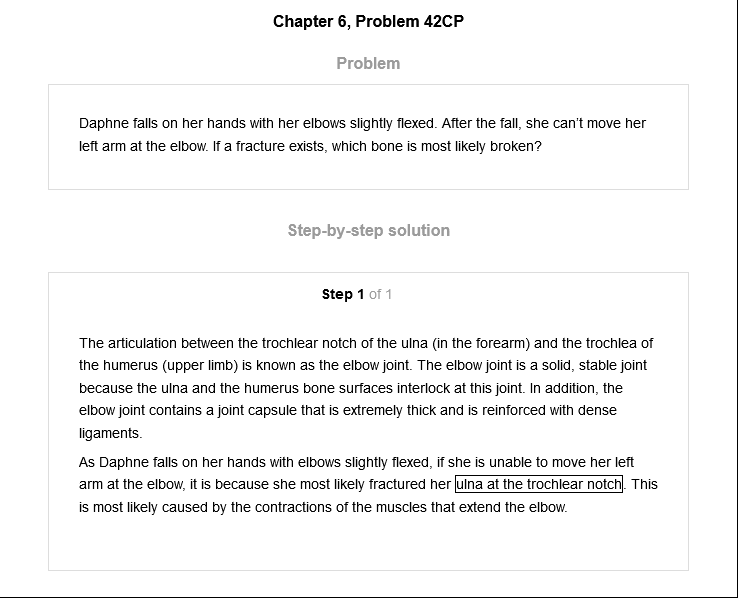 Chapter 6, Problem 42CP
Problem
Daphne falls on her hands with her elbows slightly flexed. After the fall, she can't move her
left arm at the elbow. If a fracture exists, which bone is most likely broken?
Step-by-step solution
Step 1 of 1
The articulation between the trochlear notch of the ulna (in the forearm) and the trochlea of
the humerus (upper limb) is known as the elbow joint. The elbow joint is a solid, stable joint
because the ulna and the humerus bone surfaces interlock at this joint. In addition, the
elbow joint contains a joint capsule that is extremely thick and is reinforced with dense
ligaments.
As Daphne falls on her hands with elbows slightly flexed, if she is unable to move her left
arm at the elbow, it is because she most likely fractured her ulna at the trochlear notch. This
is most likely caused by the contractions of the muscles that extend the elbow.